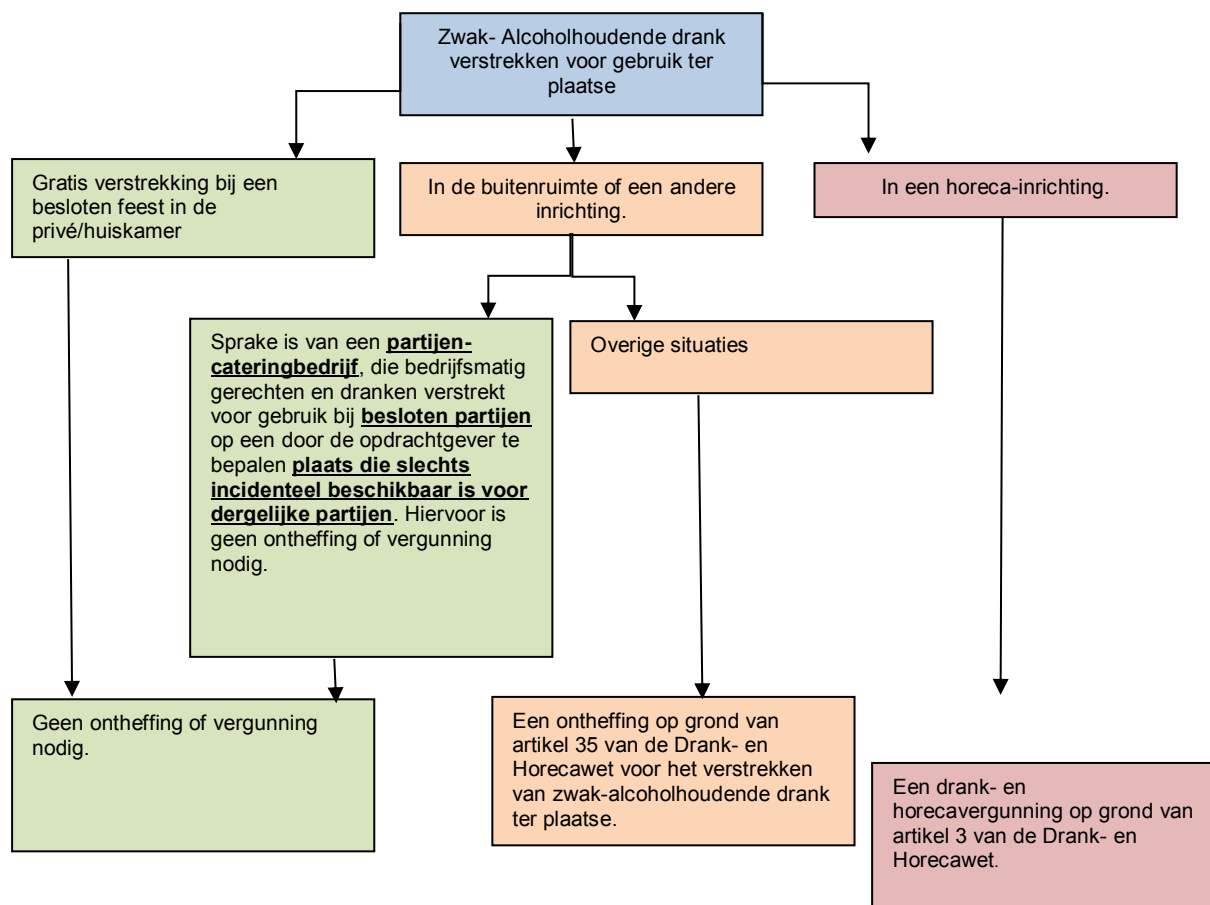 Zwak- Alcoholhoudende drank
verstrekken voor gebruik ter
plaatse
Gratis verstrekking bij een
besloten feest in de
privé/huiskamer
In de buitenruimte of een andere
inrichting.
In een horeca-inrichting.
Sprake is van een partijen-
cateringbedrijf, die bedrijfsmatig
gerechten en dranken verstrekt
voor gebruik bij besloten partijen
op een door de opdrachtgever te
bepalen plaats die slechts
incidenteel beschikbaar is voor
dergelijke partijen. Hiervoor is
geen ontheffing of vergunning
nodig.
Overige situaties
Geen ontheffing of vergunning
nodig.
Een ontheffing op grond van
artikel 35 van de Drank- en
Horecawet voor het verstrekken
van zwak-alcoholhoudende drank
ter plaatse.
Een drank- en
horecavergunning op grond van
artikel 3 van de Drank- en
Horecawet.